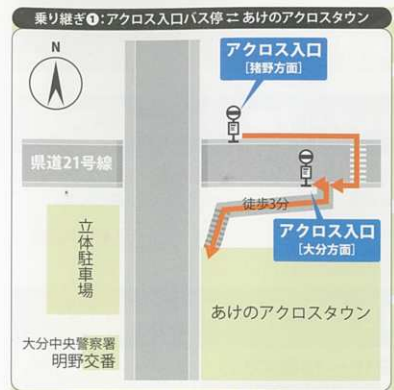 乗り継ぎ❶:アクロス入口バス停⇄あけのアクロスタウン
N
アクロス入口
[猪野方面]
県道21号線
徒歩3分
アクロス入口
[大分方面]
立体駐車場
あけのアクロスタウン
大分中央警察署
明野交番